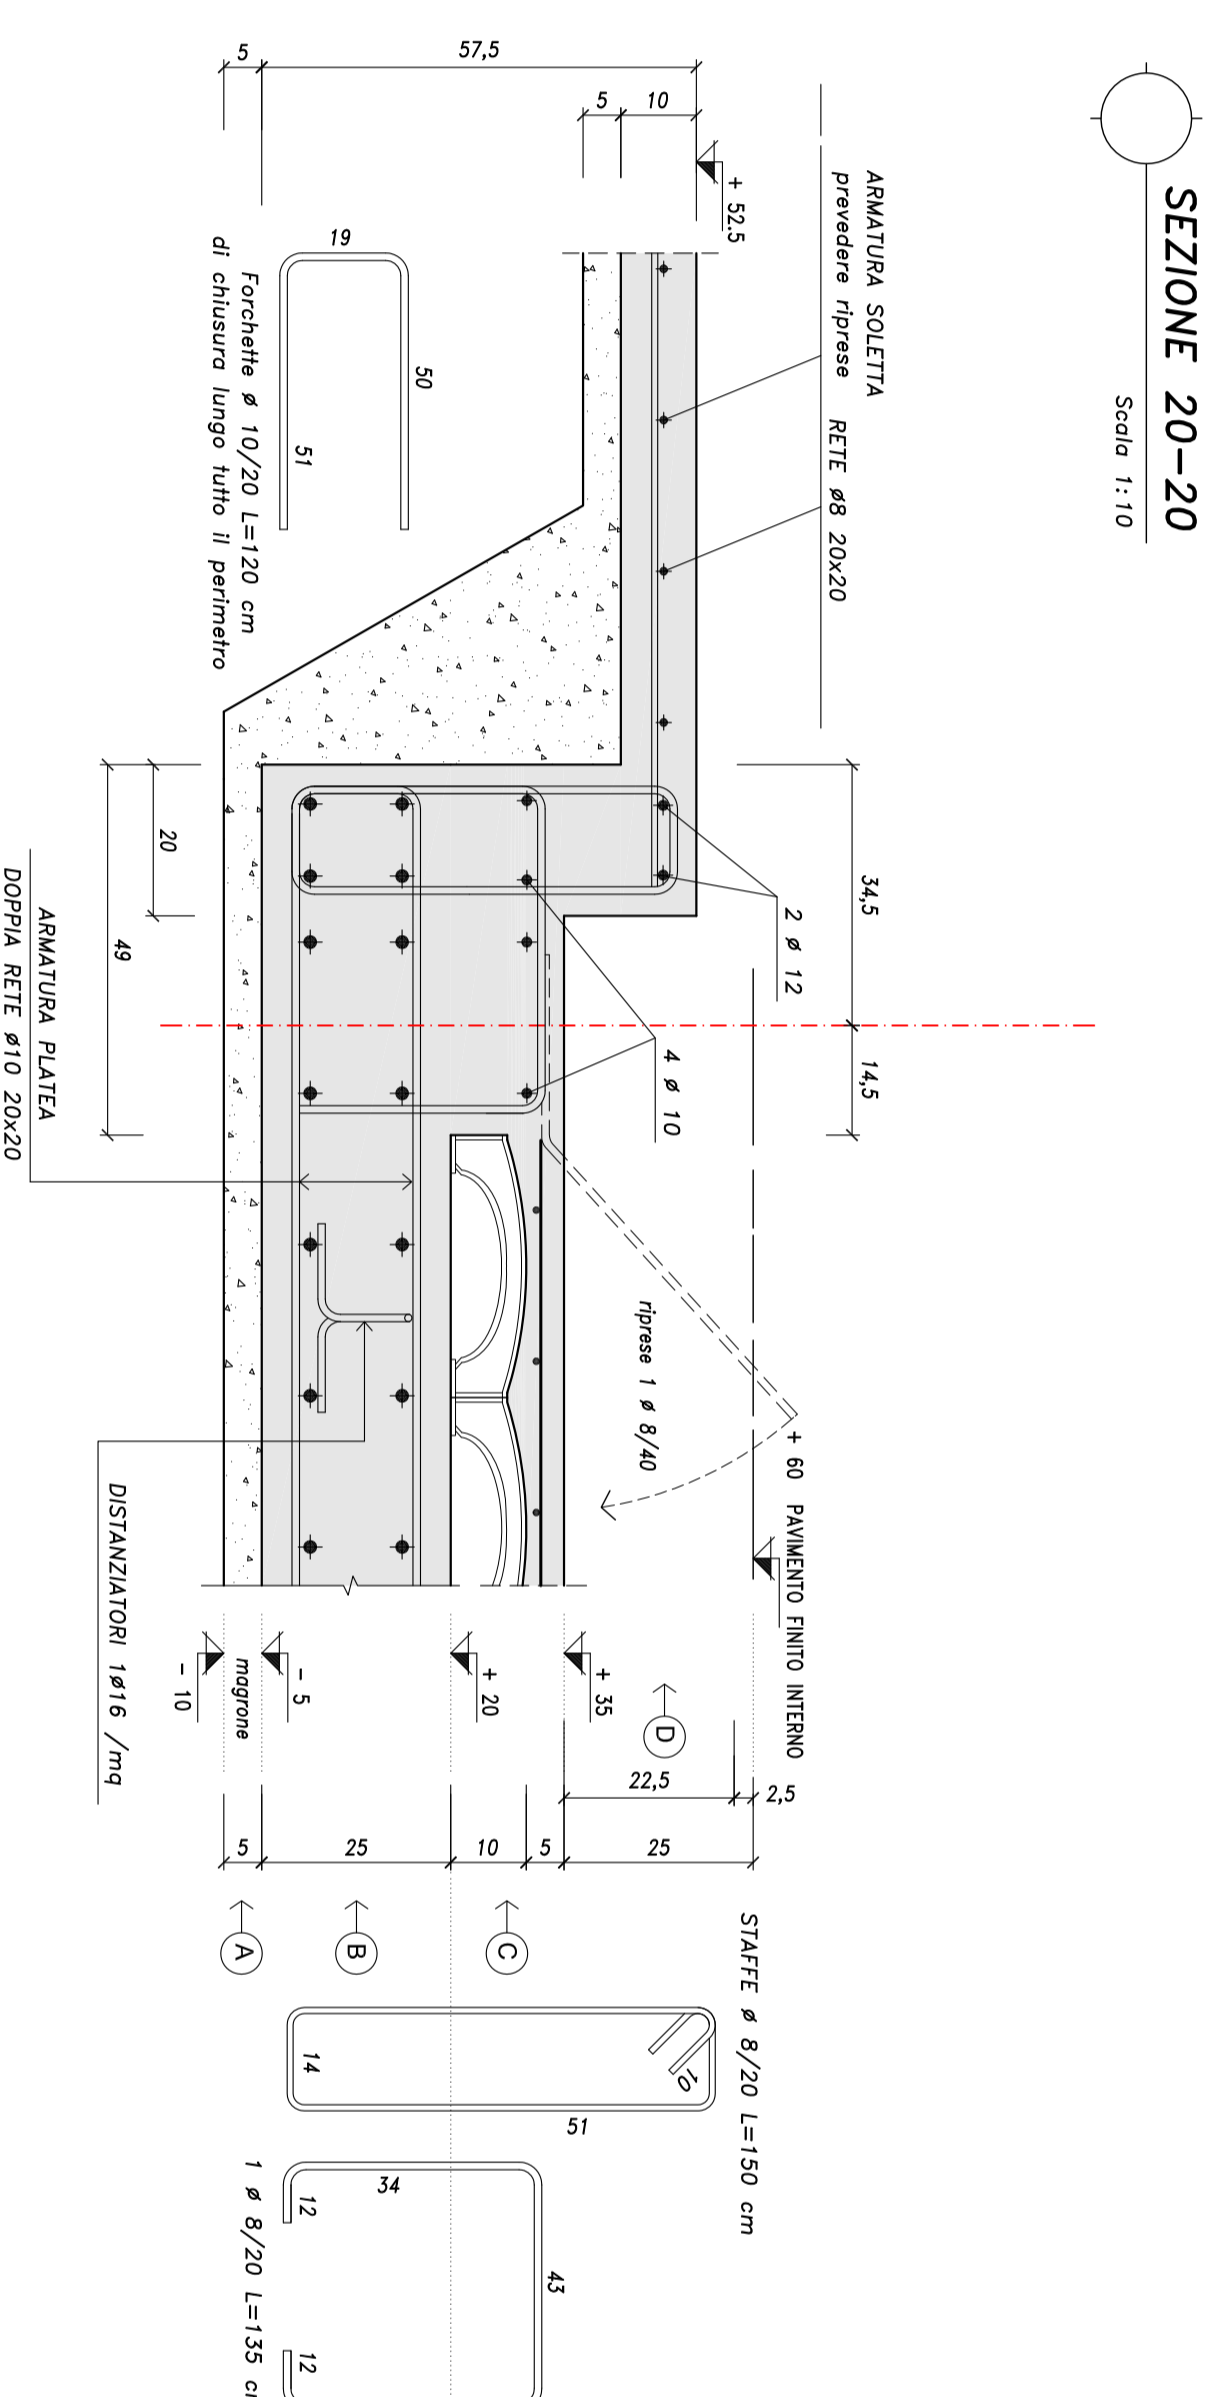 SEZIONE 20-20
Scala 1:10
ARMATURA SOLETTA
prevedere riprese RETE ø8 20x20
57,5
5
5
10
+ 52.5
19
50
51
Forchette ø 10/20 L=120 cm
di chiusura lungo tutto il perimetro
34,5
14,5
2 ø 12
4 ø 10
20
49
ARMATURA PLATEA
DOPPIA RETE ø10 20x20
riprese 1 ø 8/40
+ 60 PAVIMENTO FINITO INTERNO
DISTANZIATORI 1ø16 /mq
+ 35
+ 20
- 5
magrone
- 10
D
22,5
2,5
5
25
10
5
25
A
B
C
STAFFE ø 8/20 L=150 cm
14
10
51
34
12
43
12
1 ø 8/20 L=135